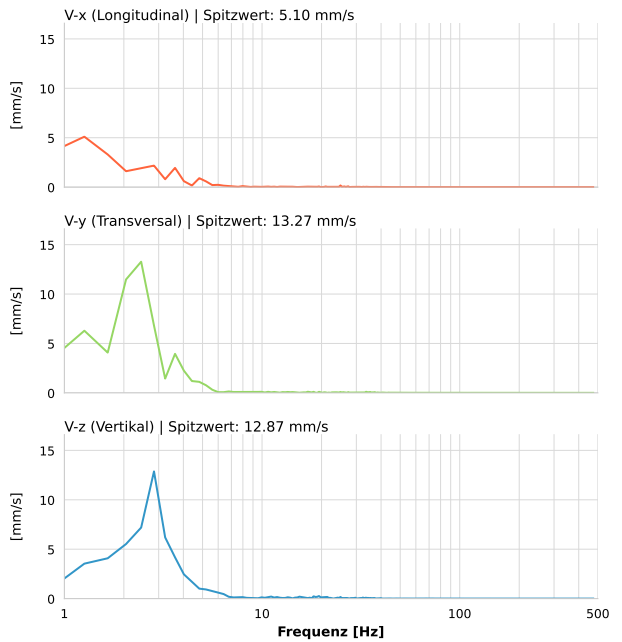 V-x (Longitudinal) | Spitzwert: 5.10 mm/s
15
10
5
0
[mm/s]
V-y (Transversal) | Spitzwert: 13.27 mm/s
15
10
5
0
[mm/s]
V-z (Vertikal) | Spitzwert: 12.87 mm/s
15
10
5
0
[mm/s]
1 10 100 500
Frequenz [Hz]